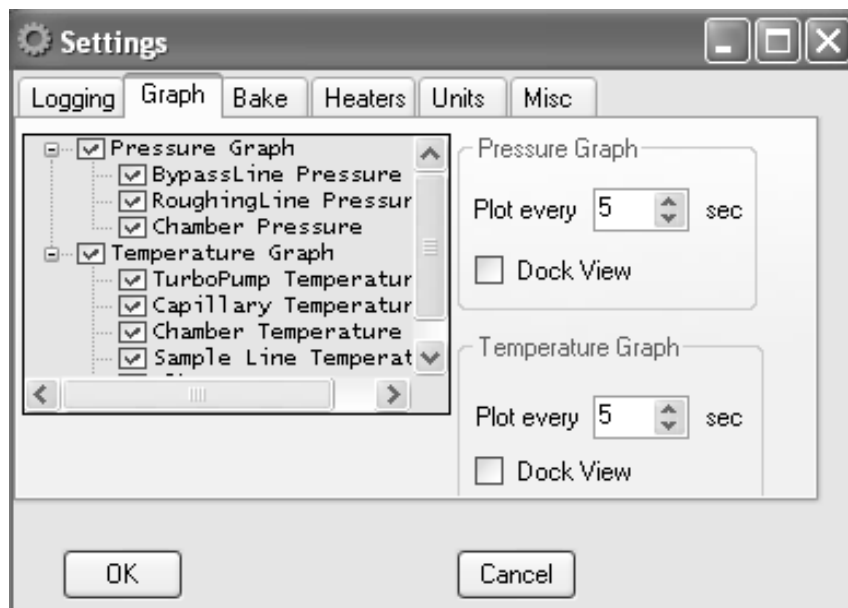 Settings
Logging Graph Bake Heaters Units Misc
Pressure Graph
BypassLine Pressure
RoughingLine Pressur
Chamber Pressure
Temperature Graph
TurboPump Temperatur
Capillary Temperatur
Chamber Temperature
Sample Line Temperat
Pressure Graph
Plot every 5 sec
Dock View
Temperature Graph
Plot every 5 sec
Dock View
OK Cancel